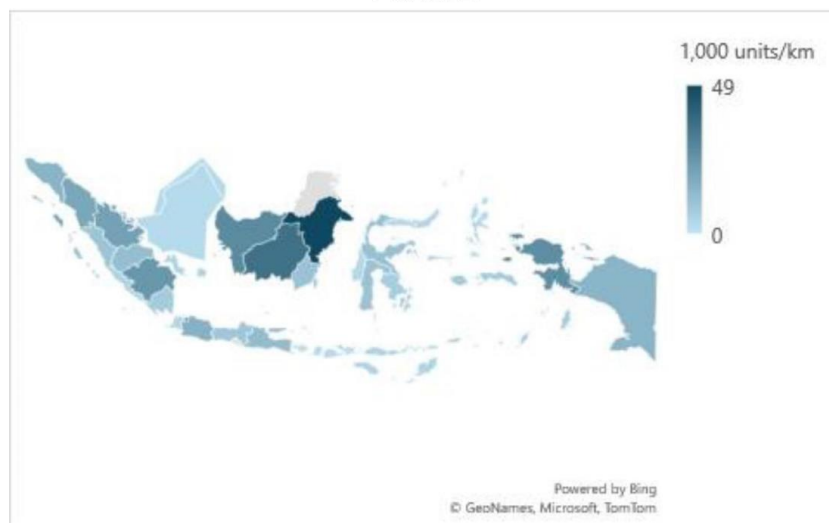 1,000 units/km
49
0
Powered by Bing
© GeoNames, Microsoft, TomTom